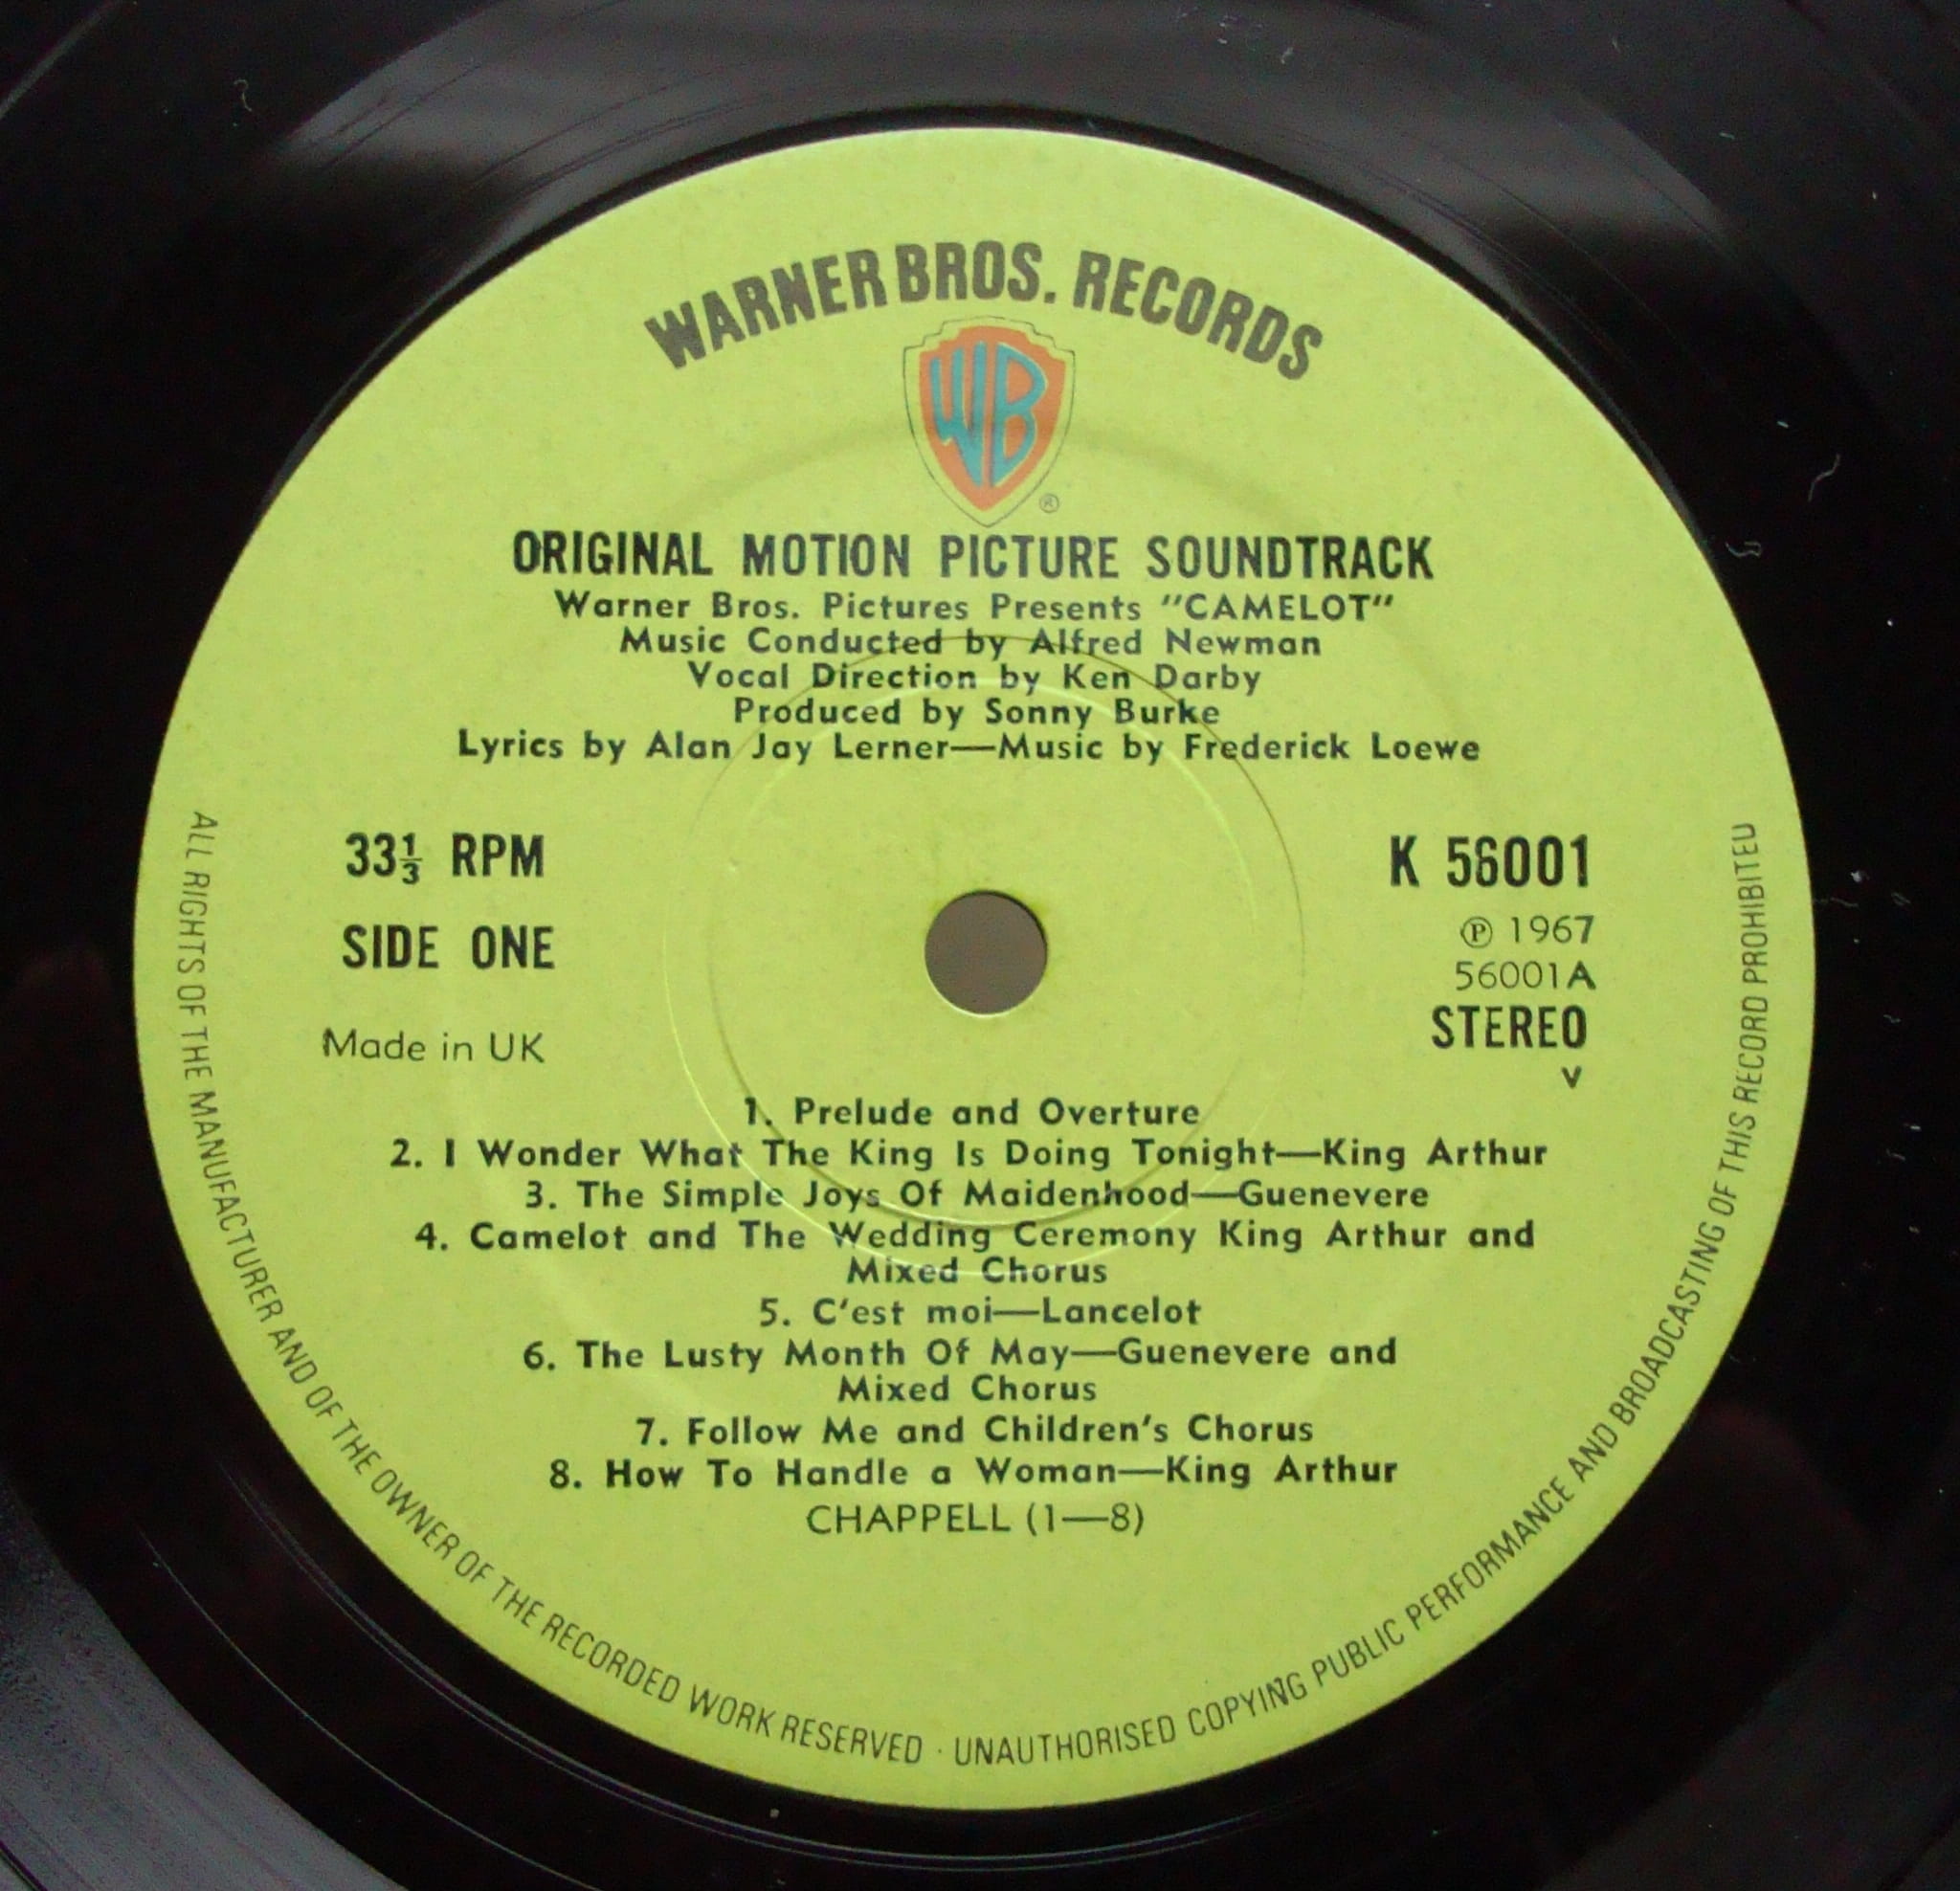 WARNER BROS. RECORDS
WB
®
ORIGINAL MOTION PICTURE SOUNDTRACK
Warner Bros. Pictures Presents "CAMELOT"
Music Conducted by Alfred Newman
Vocal Direction by Ken Darby
Produced by Sonny Burke
Lyrics by Alan Jay Lerner—Music by Frederick Loewe
33⅓ RPM
SIDE ONE
Made in UK
K 56001
℗ 1967
56001A
STEREO
V
1. Prelude and Overture
2. I Wonder What The King Is Doing Tonight—King Arthur
3. The Simple Joys Of Maidenhood—Guenevere
4. Camelot and The Wedding Ceremony King Arthur and
Mixed Chorus
5. C'est moi—Lancelot
6. The Lusty Month Of May—Guenevere and
Mixed Chorus
7. Follow Me and Children's Chorus
8. How To Handle a Woman—King Arthur
CHAPPELL (1—8)
ALL RIGHTS OF THE MANUFACTURER AND OF THE OWNER OF THE RECORDED WORK RESERVED · UNAUTHORISED COPYING PUBLIC PERFORMANCE AND BROADCASTING OF THIS RECORD PROHIBITED